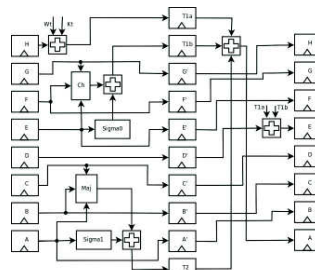 Wt Kt
H T1a
G T1b H
F Ch G' G
E F' F
Sigma0 E' T1a T1b E
D D' D
C C' C
B Maj B' B
A Sigma1 A' A
T2